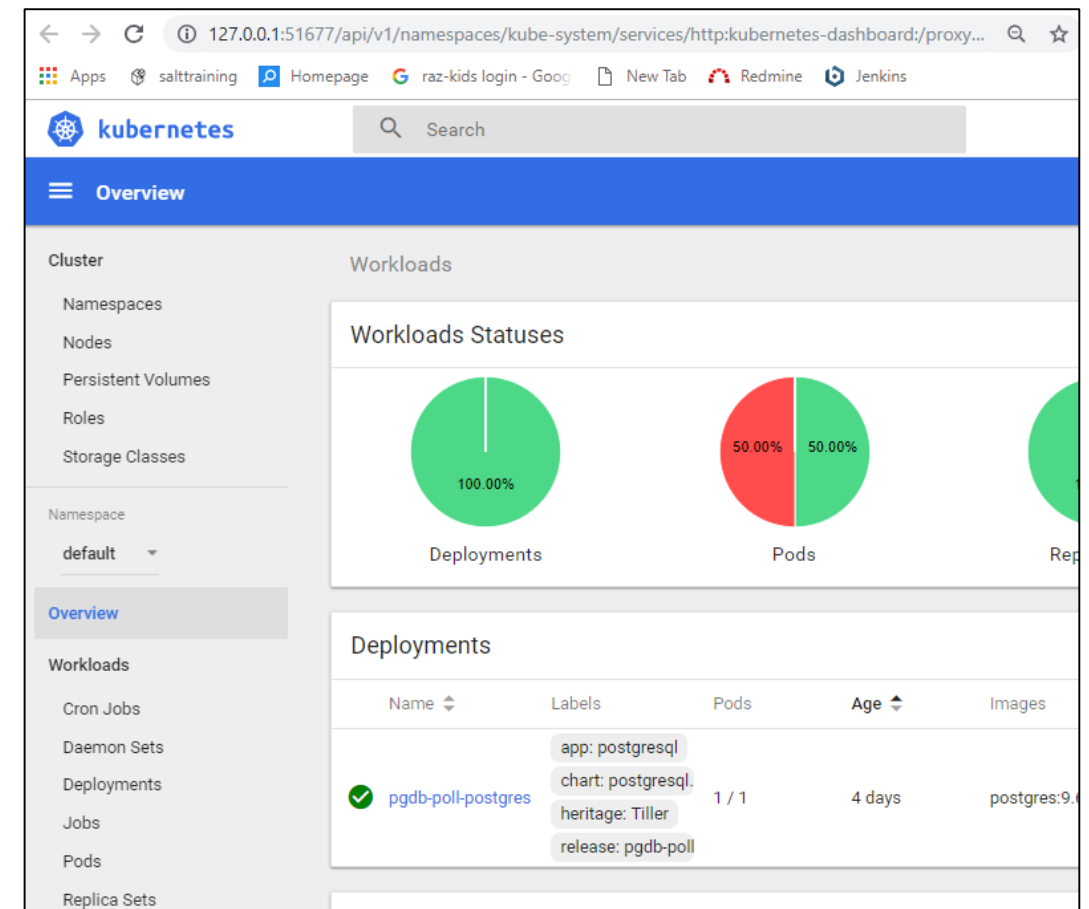 127.0.0.1:51677/api/v1/namespaces/kube-system/services/http:kubernetes-dashboard:/proxy...
Apps salttraining Homepage raz-kids login - Goog New Tab Redmine Jenkins
kubernetes Search
Overview
Cluster
Namespaces
Nodes
Persistent Volumes
Roles
Storage Classes
Namespace
default
Overview
Workloads
Cron Jobs
Daemon Sets
Deployments
Jobs
Pods
Replica Sets
Workloads
Workloads Statuses
100.00%
50.00% 50.00%
1
Deployments Pods Rep
Deployments
Name Labels Pods Age Images
pgdb-poll-postgres
app: postgresql
chart: postgresql.
heritage: Tiller
release: pgdb-poll
1 / 1
4 days
postgres:9.6